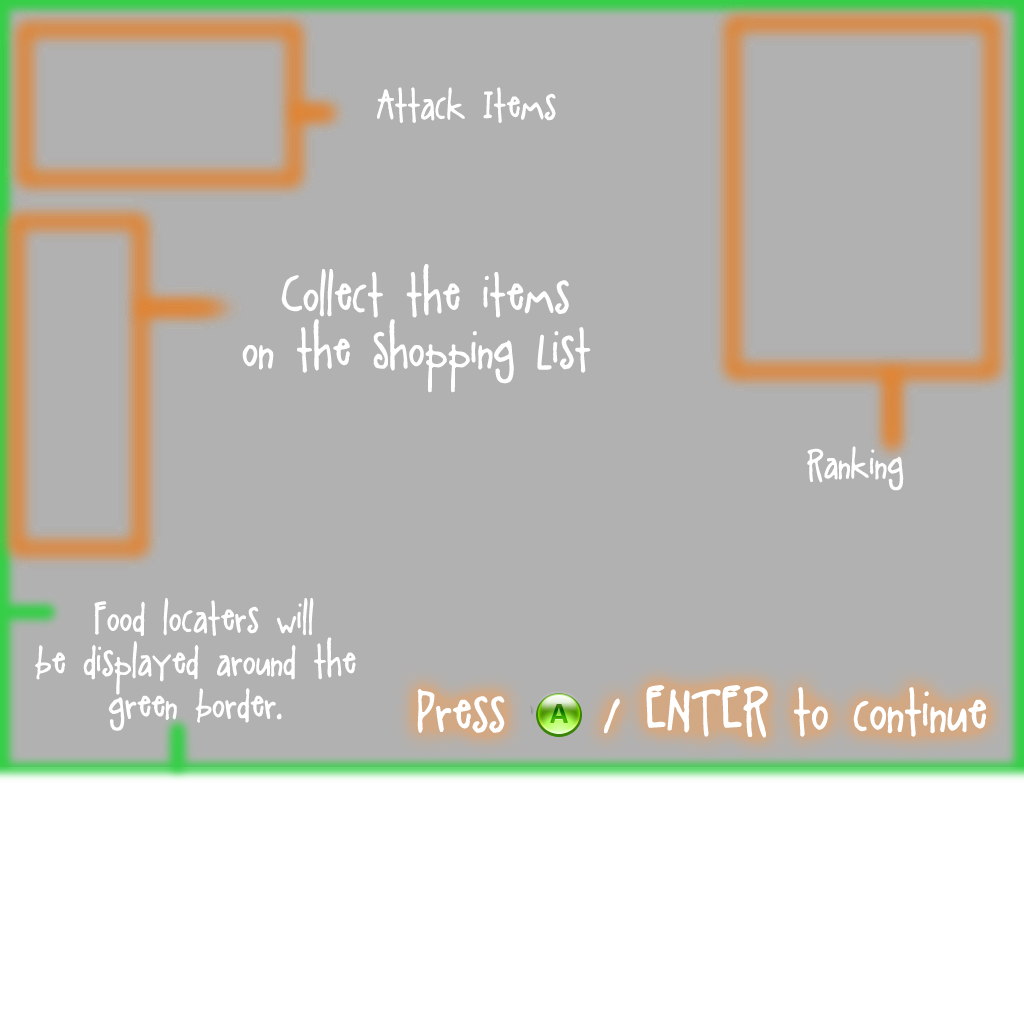 Attack Items
Collect the items
on the Shopping List
Ranking
Food locaters will
be displayed around the
green border.
Press A / ENTER to continue